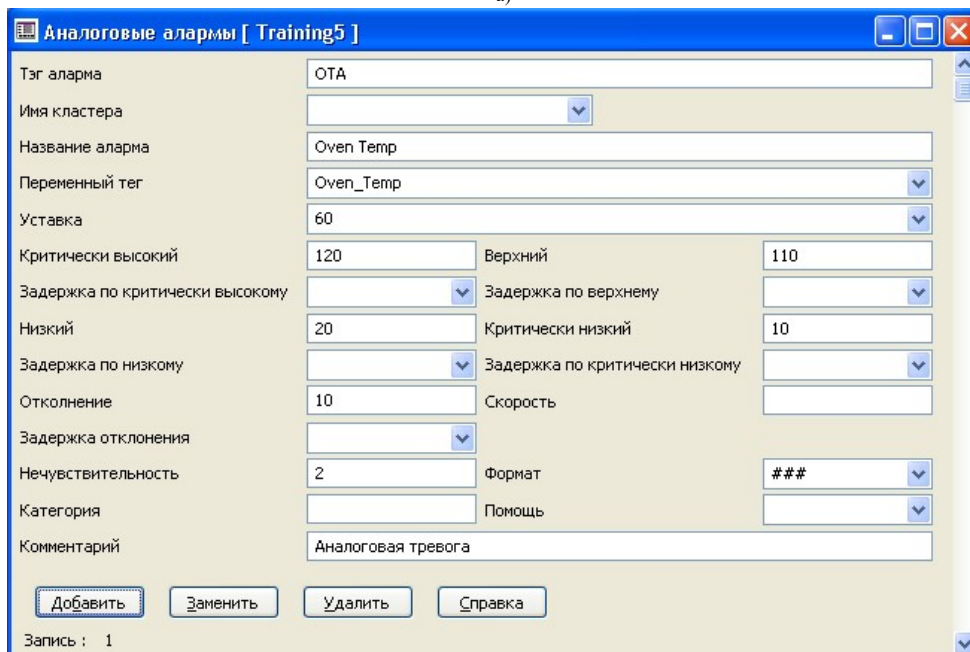 а)
Аналоговые алармы [ Training5 ]
Тэг аларма OTA
Имя кластера
Название аларма Oven Temp
Переменный тег Oven_Temp
Уставка 60
Критически высокий 120 Верхний 110
Задержка по критически высокому Задержка по верхнему
Низкий 20 Критически низкий 10
Задержка по низкому Задержка по критически низкому
Отколнение 10 Скорость
Задержка отклонения
Нечувствительность 2 Формат ###
Категория Помощь
Комментарий Аналоговая тревога
Добавить Заменить Удалить Справка
Запись : 1